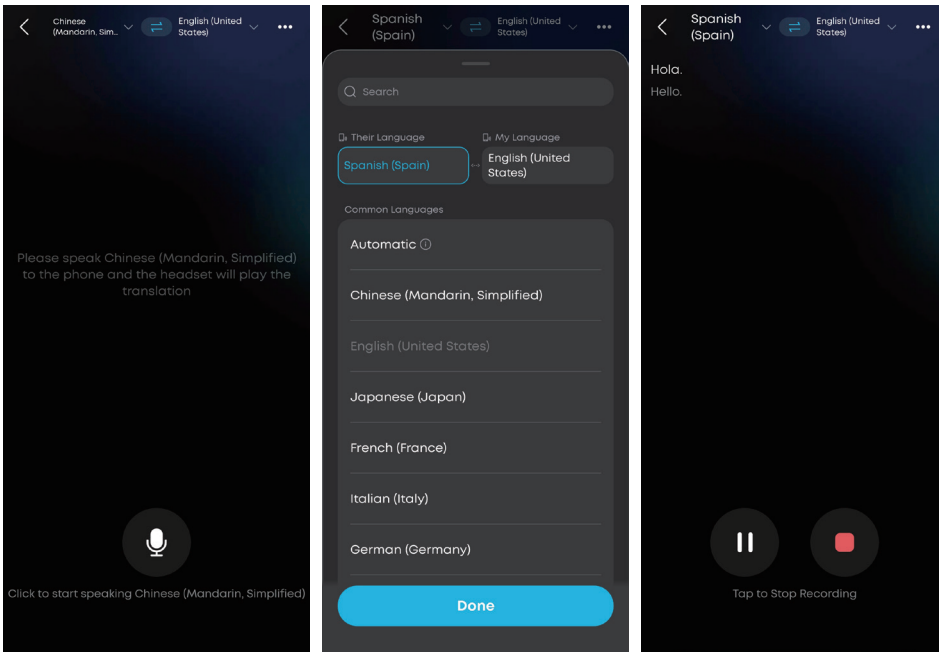 Chinese
(Mandarin, Sim...
English (United
States)
Please speak Chinese (Mandarin, Simplified)
to the phone and the headset will play the
translation
Click to start speaking Chinese (Mandarin, Simplified)
Spanish
(Spain)
English (United
States)
Search
Their Language
My Language
Spanish (Spain)
English (United
States)
Common Languages
Automatic
Chinese (Mandarin, Simplified)
English (United States)
Japanese (Japan)
French (France)
Italian (Italy)
German (Germany)
Done
Spanish
(Spain)
English (United
States)
Hola.
Hello.
Tap to Stop Recording